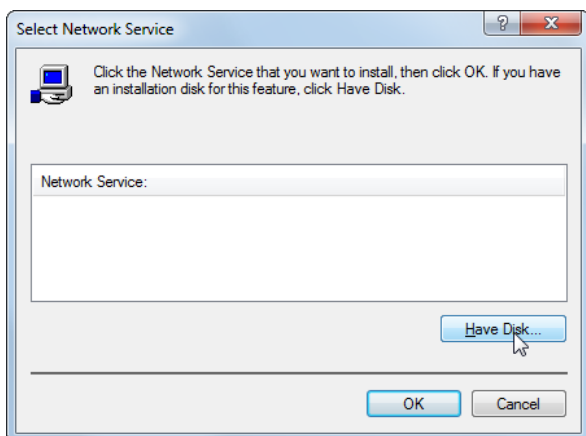 Select Network Service
?
X
Click the Network Service that you want to install, then click OK. If you have
an installation disk for this feature, click Have Disk.
Network Service:
Have Disk...
OK
Cancel